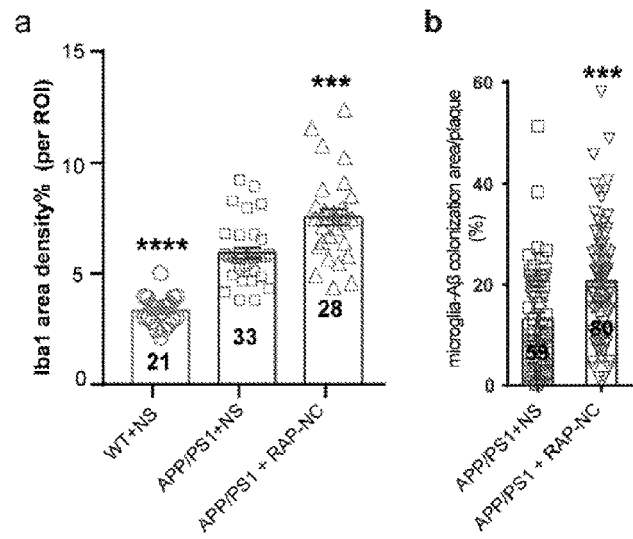 a
Iba1 area density% (per ROI)
15
10
5
0
****
***
21
33
28
WT+NS
APP/PS1+NS
APP/PS1 + RAP-NC
b
microglia-Aβ colonization area/plaque
(%)
60
40
20
0
***
59
80
APP/PS1+NS
APP/PS1 + RAP-NC